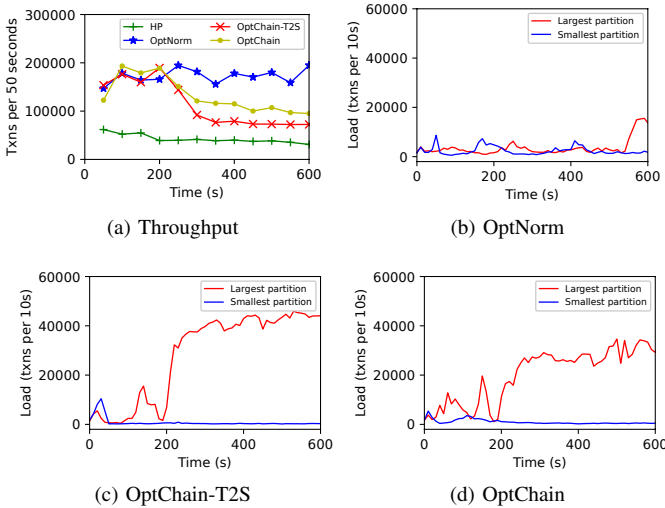 300000
200000
100000
0
Txns per 50 seconds
HP
OptNorm
OptChain-T2S
OptChain
0
200
400
600
Time (s)
(a) Throughput
60000
40000
20000
0
Load (txns per 10s)
Largest partition
Smallest partition
0
200
400
600
Time (s)
(b) OptNorm
60000
40000
20000
0
Load (txns per 10s)
Largest partition
Smallest partition
0
200
400
600
Time (s)
(c) OptChain-T2S
60000
40000
20000
0
Load (txns per 10s)
Largest partition
Smallest partition
0
200
400
600
Time (s)
(d) OptChain